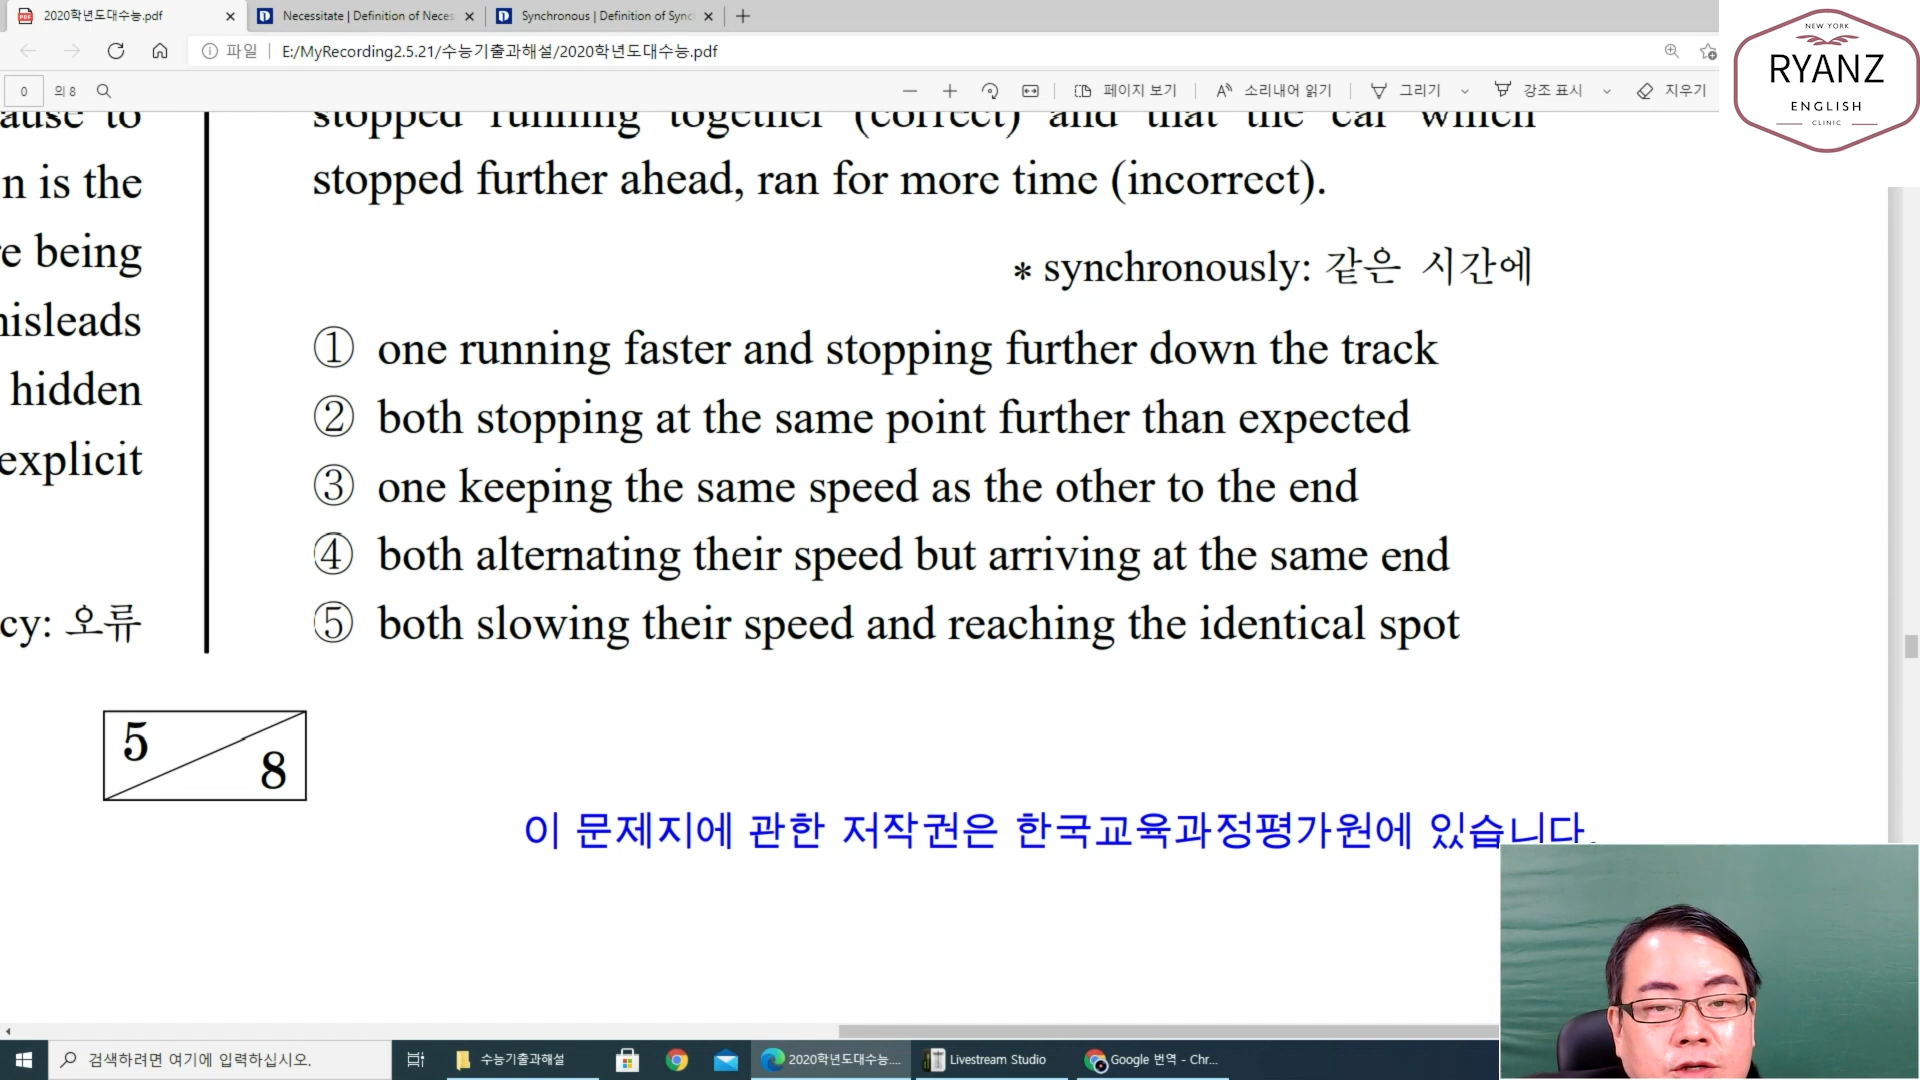 2020학년도대수능.pdf
Necessitate | Definition of Neces
Synchronous | Definition of Sync
파일
E:/MyRecording2.5.21/수능기출과해설/2020학년도대수능.pdf
0 의 8
페이지 보기
소리내어 읽기
그리기
강조 표시
지우기
NEW YORK
RYANZ
ENGLISH
CLINIC
ause to
n is the
e being
nisleads
hidden
explicit
cy: 오류
stopped running together (correct) and that the car which
stopped further ahead, ran for more time (incorrect).
* synchronously: 같은 시간에
① one running faster and stopping further down the track
② both stopping at the same point further than expected
③ one keeping the same speed as the other to the end
④ both alternating their speed but arriving at the same end
⑤ both slowing their speed and reaching the identical spot
5
8
이 문제지에 관한 저작권은 한국교육과정평가원에 있습니다.
검색하려면 여기에 입력하십시오.
수능기출과해설
2020학년도대수능....
Livestream Studio
Google 번역 - Chr...